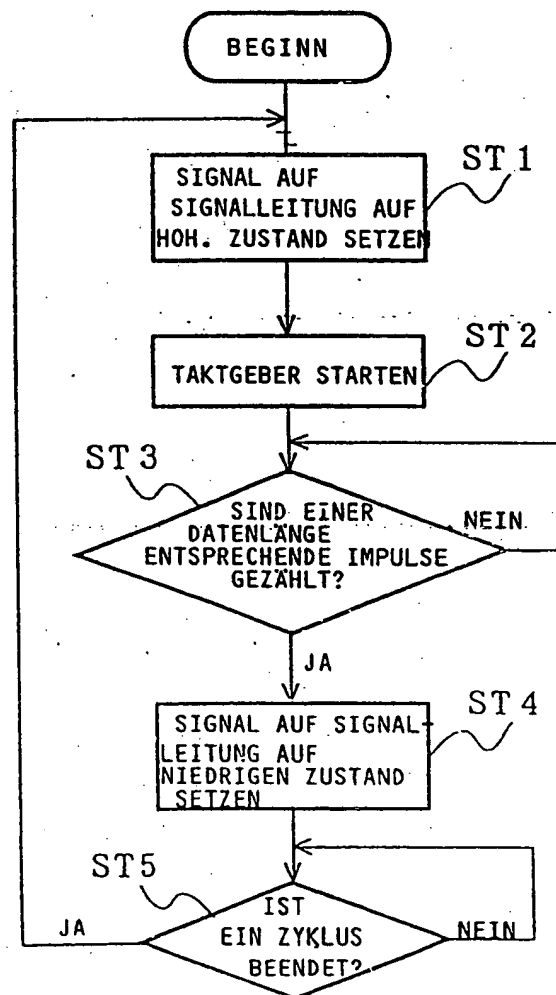 BEGINN
ST 1
SIGNAL AUF
SIGNALLEITUNG AUF
HOH. ZUSTAND SETZEN
ST 2
TAKTGEBER STARTEN
ST 3
SIND EINER
DATENLÄNGE
ENTSPRECHENDE IMPULSE
GEZÄHLT?
NEIN
JA
ST 4
SIGNAL AUF SIGNAL-
LEITUNG AUF
NIEDRIGEN ZUSTAND
SETZEN
ST5
IST
EIN ZYKLUS
BEENDET?
JA
NEIN